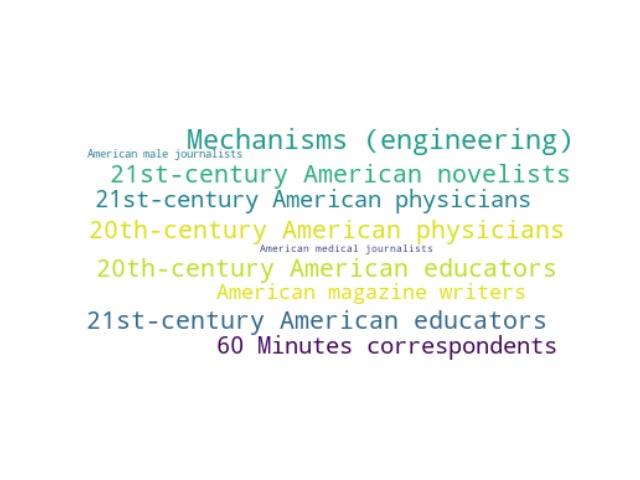 Mechanisms (engineering)
American male journalists
21st-century American novelists
21st-century American physicians
20th-century American physicians
American medical journalists
20th-century American educators
American magazine writers
21st-century American educators
60 Minutes correspondents